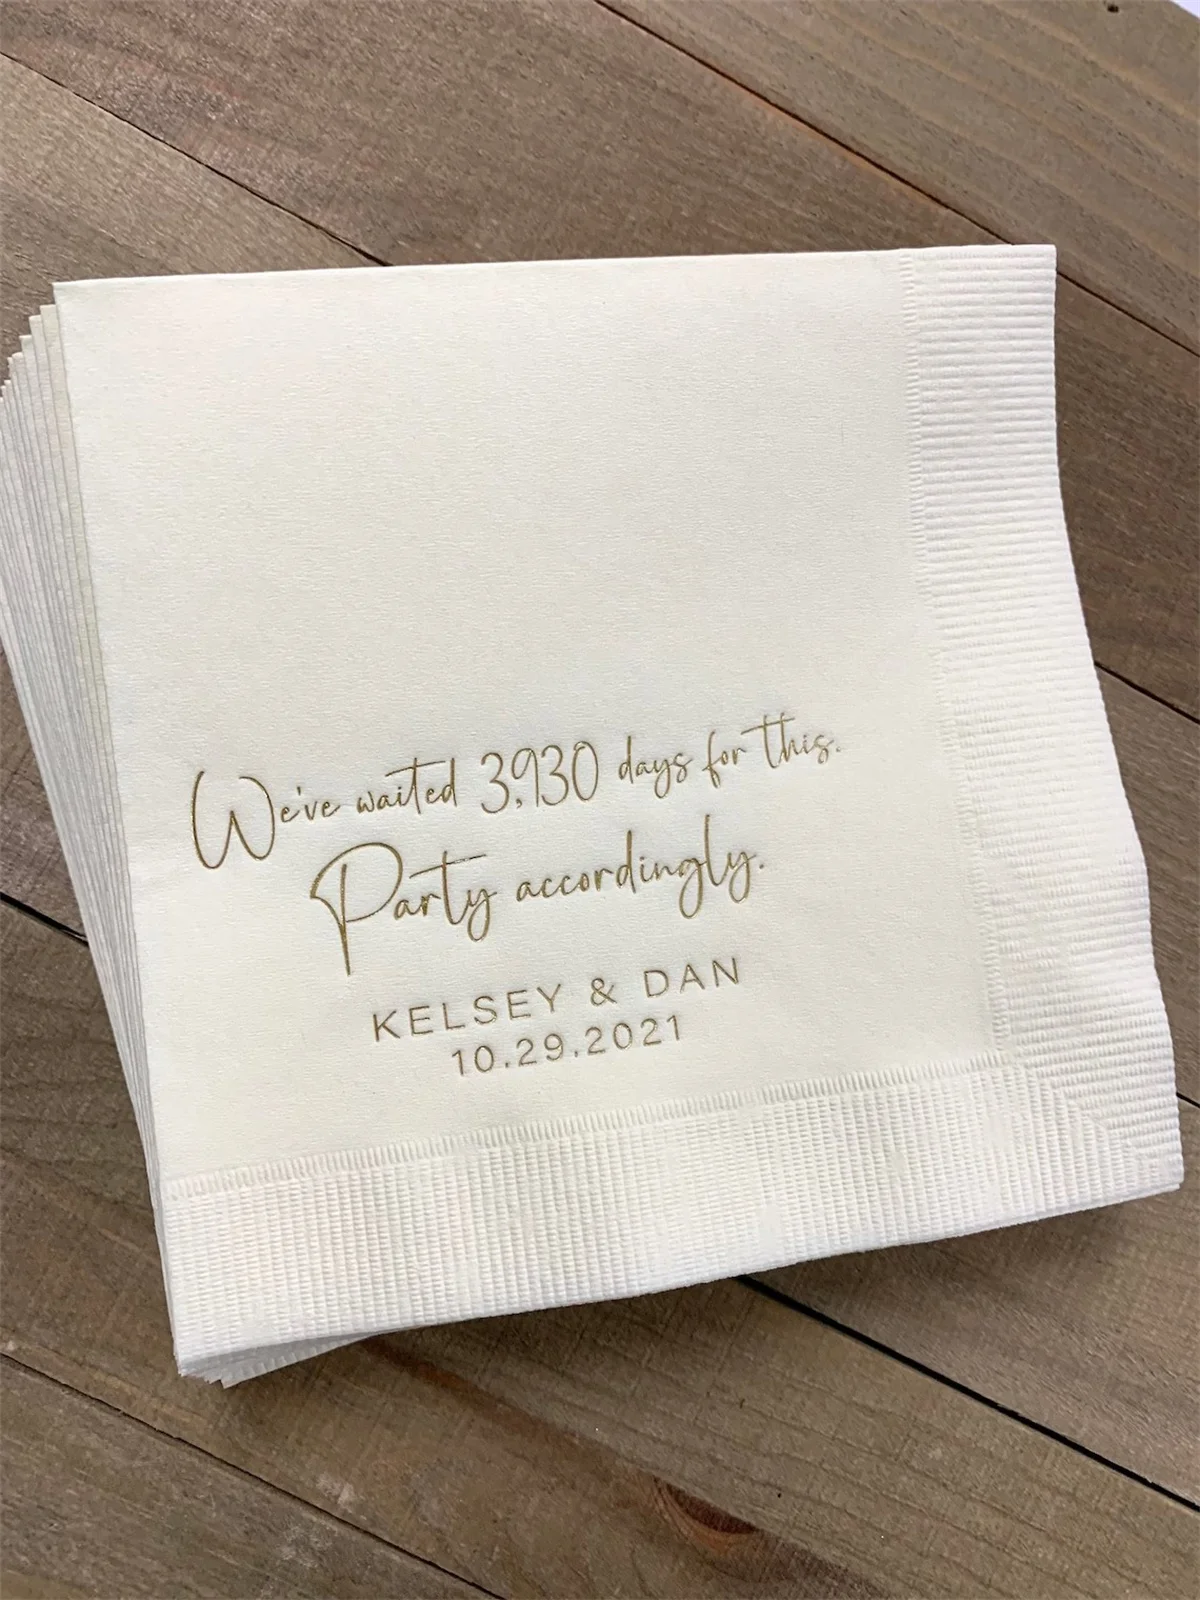 We've waited 3,930 days for this.
Party accordingly.
KELSEY & DAN
10.29.2021